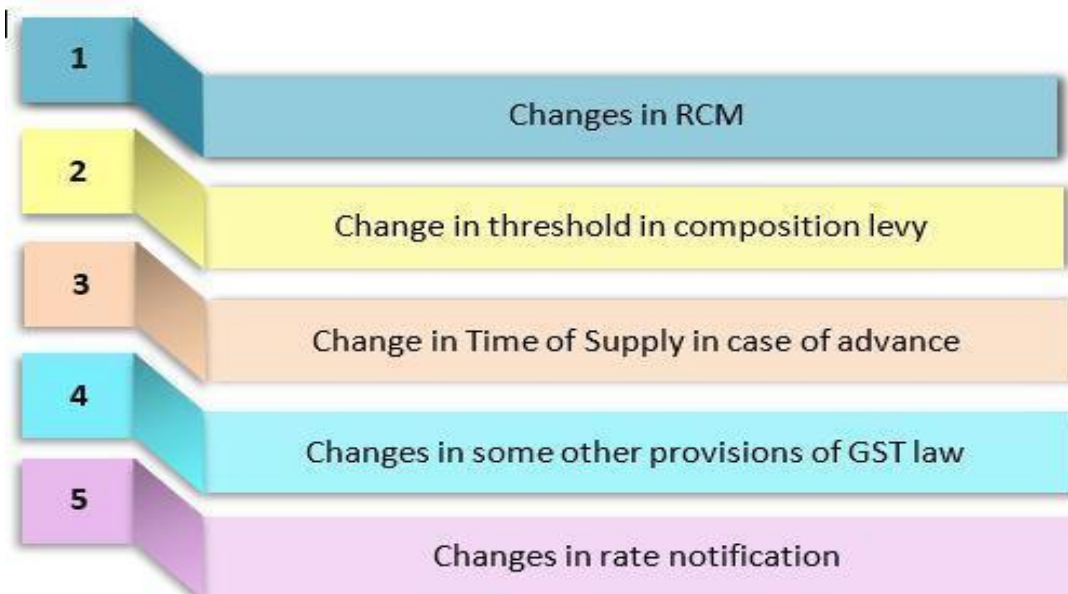 1
Changes in RCM
2
Change in threshold in composition levy
3
Change in Time of Supply in case of advance
4
Changes in some other provisions of GST law
5
Changes in rate notification